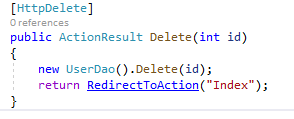 [HttpDelete]
0 references
public ActionResult Delete(int id)
{
new UserDao().Delete(id);
return RedirectToAction("Index");
}